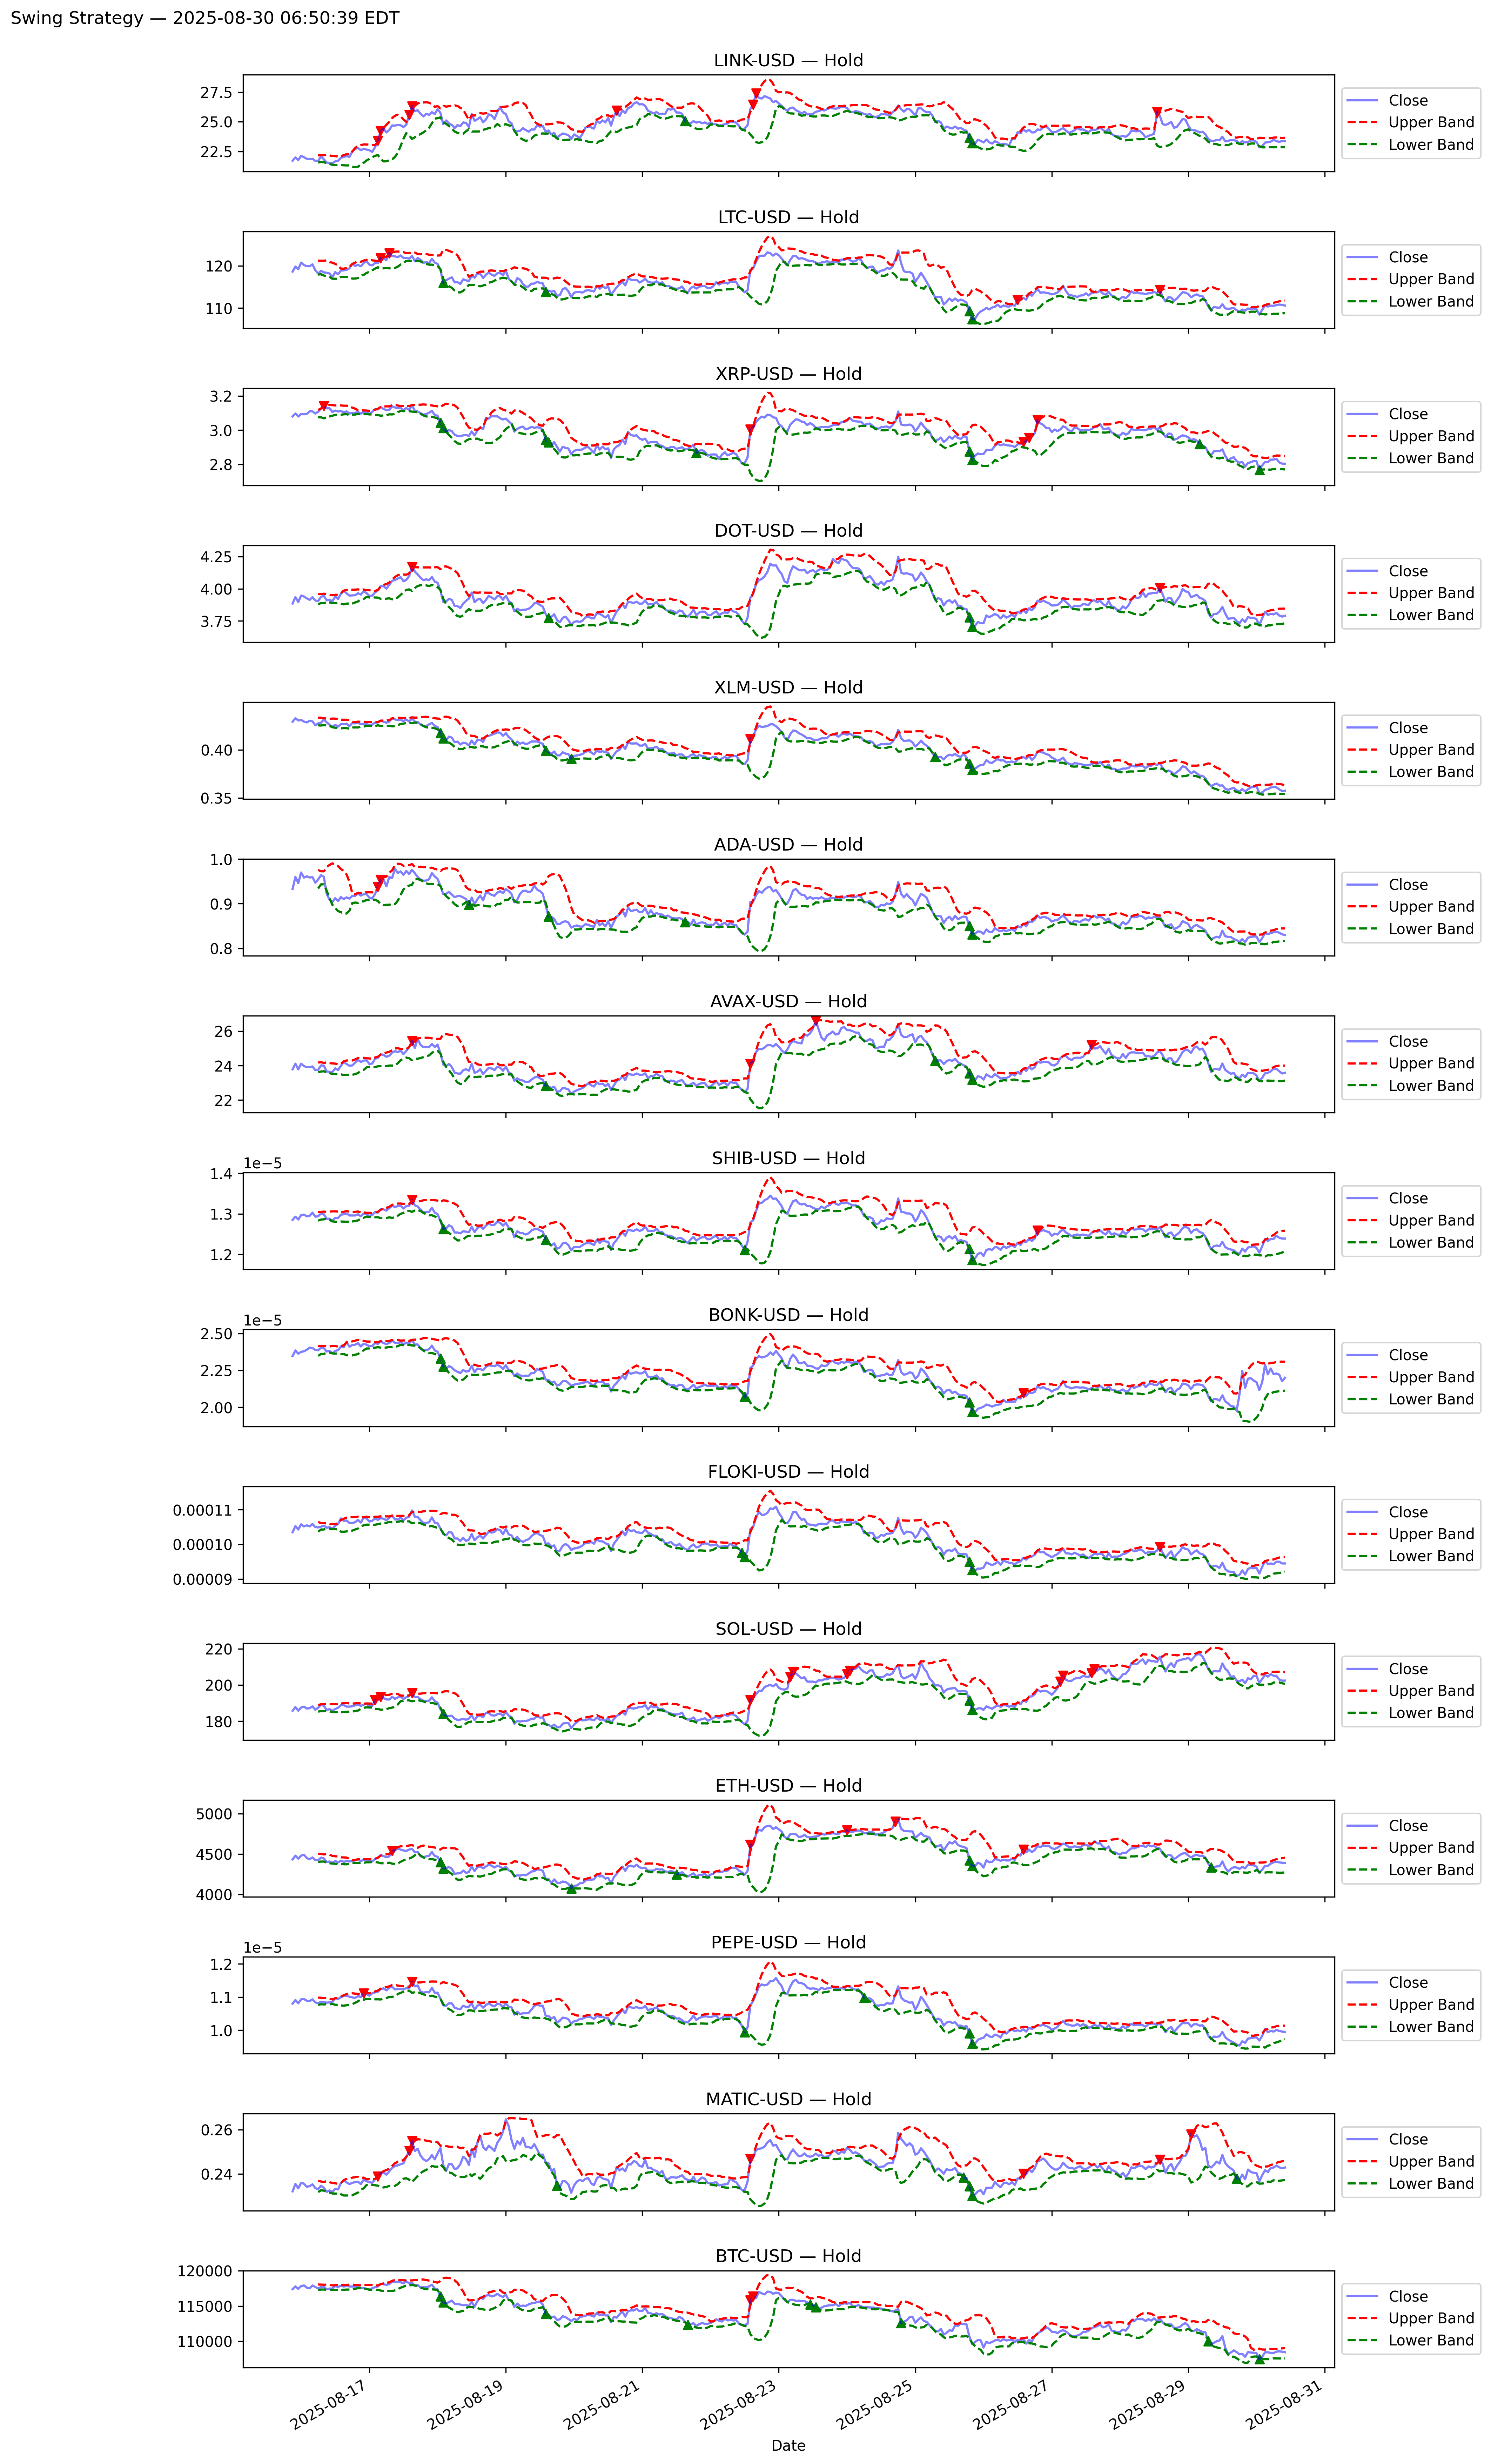 Swing Strategy — 2025-08-30 06:50:39 EDT
LINK-USD — Hold
27.5
25.0
22.5
Close
Upper Band
Lower Band
LTC-USD — Hold
120
110
Close
Upper Band
Lower Band
XRP-USD — Hold
3.2
3.0
2.8
Close
Upper Band
Lower Band
DOT-USD — Hold
4.25
4.00
3.75
Close
Upper Band
Lower Band
XLM-USD — Hold
0.40
0.35
Close
Upper Band
Lower Band
ADA-USD — Hold
1.0
0.9
0.8
Close
Upper Band
Lower Band
AVAX-USD — Hold
26
24
22
Close
Upper Band
Lower Band
SHIB-USD — Hold
1e−5
1.4
1.3
1.2
Close
Upper Band
Lower Band
BONK-USD — Hold
1e−5
2.50
2.25
2.00
Close
Upper Band
Lower Band
FLOKI-USD — Hold
0.00011
0.00010
0.00009
Close
Upper Band
Lower Band
SOL-USD — Hold
220
200
180
Close
Upper Band
Lower Band
ETH-USD — Hold
5000
4500
4000
Close
Upper Band
Lower Band
PEPE-USD — Hold
1e−5
1.2
1.1
1.0
Close
Upper Band
Lower Band
MATIC-USD — Hold
0.26
0.24
Close
Upper Band
Lower Band
BTC-USD — Hold
120000
115000
110000
Close
Upper Band
Lower Band
2025-08-17
2025-08-19
2025-08-21
2025-08-23
2025-08-25
2025-08-27
2025-08-29
2025-08-31
Date